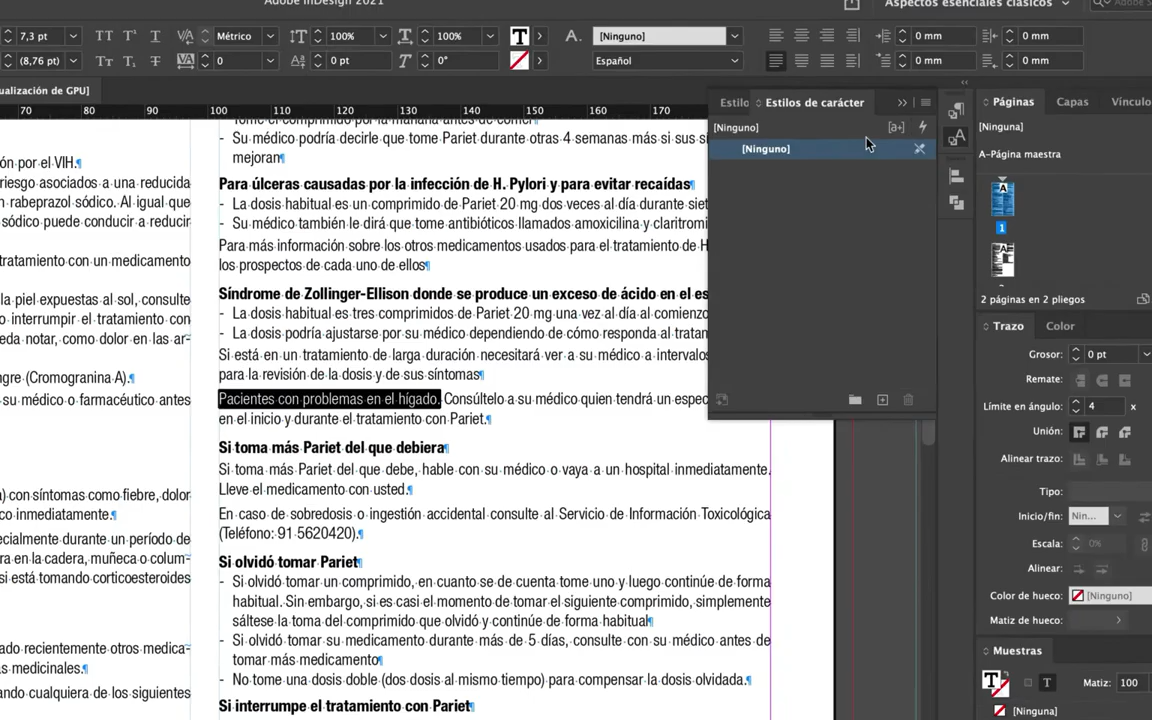 Adobe InDesign 2021
Aspectos esenciales clásicos
7,3 pt
Métrico
100%
100%
A.
[Ninguno]
0 mm
0 mm
(8,76 pt)
0
0 pt
0°
Español
0 mm
0 mm
ualización de GPU]
70 80 90 100 110 120 130 140 150 160 170
ón por el VIH.¶
riesgo asociados a una reducida
n rabeprazol sódico. Al igual que
sódico puede conducir a reducir
tratamiento con un medicamento
la piel expuestas al sol, consulte
o interrumpir el tratamiento con
eda notar, como dolor en las ar-
ngre (Cromogranina A).¶
su médico o farmacéutico antes
a) con síntomas como fiebre, dolor
co inmediatamente.¶
ecialmente durante un período de
ra en la cadera, muñeca o colum-
si está tomando corticoesteroides
ado recientemente otros medica-
s medicinales.¶
ando cualquiera de los siguientes
Tome un comprimido por la mañana antes de comer
- Su médico podría decirle que tome Pariet durante otras 4 semanas más si sus sí
mejoran¶
Para úlceras causadas por la infección de H. Pylori y para evitar recaídas¶
- La dosis habitual es un comprimido de Pariet 20 mg dos veces al día durante siet
- Su médico también le dirá que tome antibióticos llamados amoxicilina y claritromi
Para más información sobre los otros medicamentos usados para el tratamiento de H
los prospectos de cada uno de ellos¶
Síndrome de Zollinger-Ellison donde se produce un exceso de ácido en el es
- La dosis habitual es tres comprimidos de Pariet 20 mg una vez al día al comienzo
- La dosis podría ajustarse por su médico dependiendo de cómo responda al tratan
Si está en un tratamiento de larga duración necesitará ver a su médico a intervalos
para la revisión de la dosis y de sus síntomas¶
Pacientes con problemas en el hígado. Consúltelo a su médico quien tendrá un espec
en el inicio y durante el tratamiento con Pariet.¶
Si toma más Pariet del que debiera¶
Si toma más Pariet del que debe, hable con su médico o vaya a un hospital inmediatamente.
Lleve el medicamento con usted.¶
En caso de sobredosis o ingestión accidental consulte al Servicio de Información Toxicológica
(Teléfono: 91 5620420).¶
Si olvidó tomar Pariet¶
- Si olvidó tomar un comprimido, en cuanto se de cuenta tome uno y luego continúe de forma
habitual. Sin embargo, si es casi el momento de tomar el siguiente comprimido, simplemente
sáltese la toma del comprimido que olvidó y continúe de forma habitual¶
- Si olvidó tomar su medicamento durante más de 5 días, consulte con su médico antes de
tomar más medicamento¶
- No tome una dosis doble (dos dosis al mismo tiempo) para compensar la dosis olvidada.¶
Si interrumpe el tratamiento con Pariet¶
Estilo
Estilos de carácter
[Ninguno]
[a+]
[Ninguno]
Páginas
Capas
Vínculo
[Ninguna]
A-Página maestra
A
1
2 páginas en 2 pliegos
Trazo
Color
Grosor: 0 pt
Remate:
Límite en ángulo: 4 x
Unión:
Alinear trazo:
Tipo:
Inicio/fin: Nin...
Escala: 0%
Alinear:
Color de hueco: [Ninguno]
Matiz de hueco:
Muestras
T
Matiz: 100
[Ninguna]